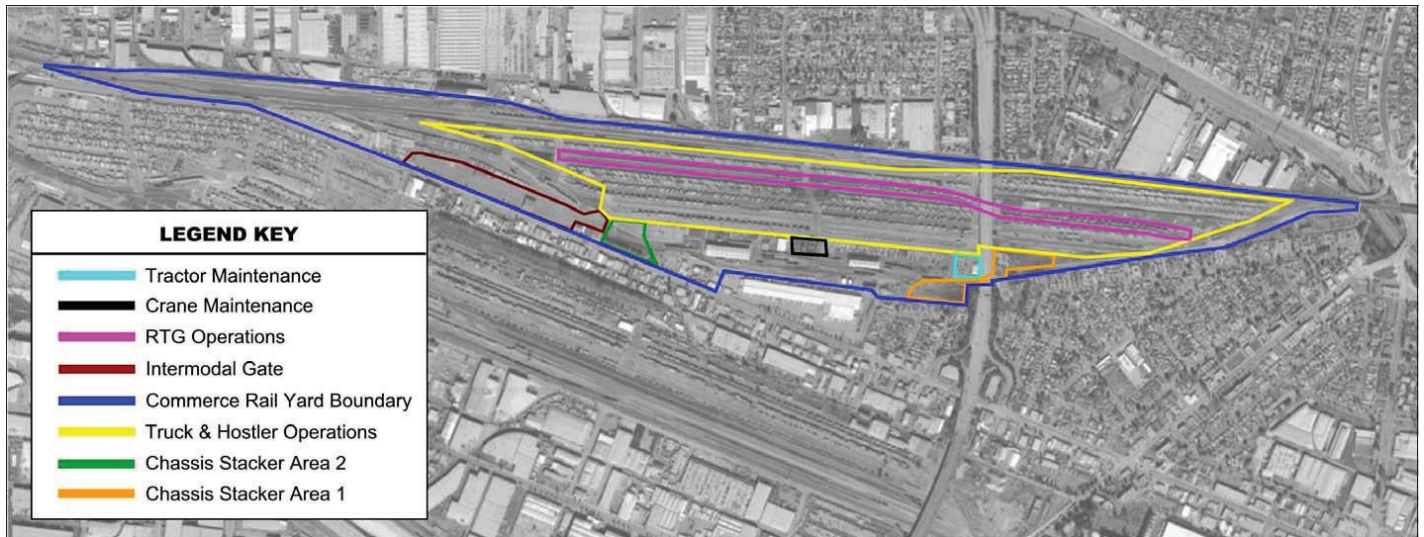 LEGEND KEY
Tractor Maintenance
Crane Maintenance
RTG Operations
Intermodal Gate
Commerce Rail Yard Boundary
Truck & Hostler Operations
Chassis Stacker Area 2
Chassis Stacker Area 1